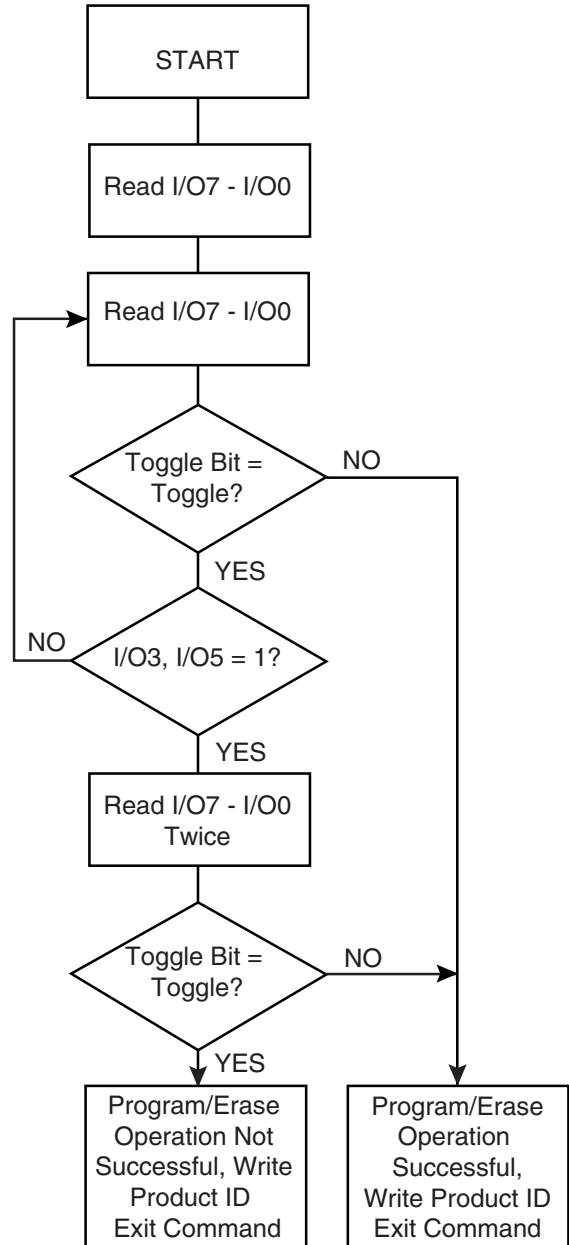 START
Read I/O7 - I/O0
Read I/O7 - I/O0
Toggle Bit =
Toggle?
NO
YES
NO
I/O3, I/O5 = 1?
YES
Read I/O7 - I/O0
Twice
Toggle Bit =
Toggle?
NO
YES
Program/Erase
Operation Not
Successful, Write
Product ID
Exit Command
Program/Erase
Operation
Successful,
Write Product ID
Exit Command